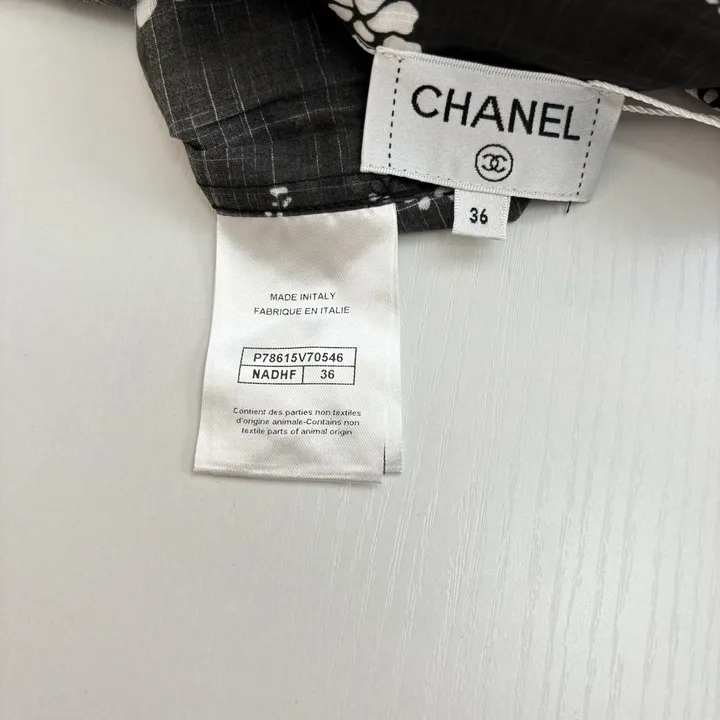 CHANEL
36
MADE INITALY
FABRIQUE EN ITALIE
P78615V70546
NADHF 36
Contient des parties non textiles
d'origine animale-Contains non
textile parts of animal origin